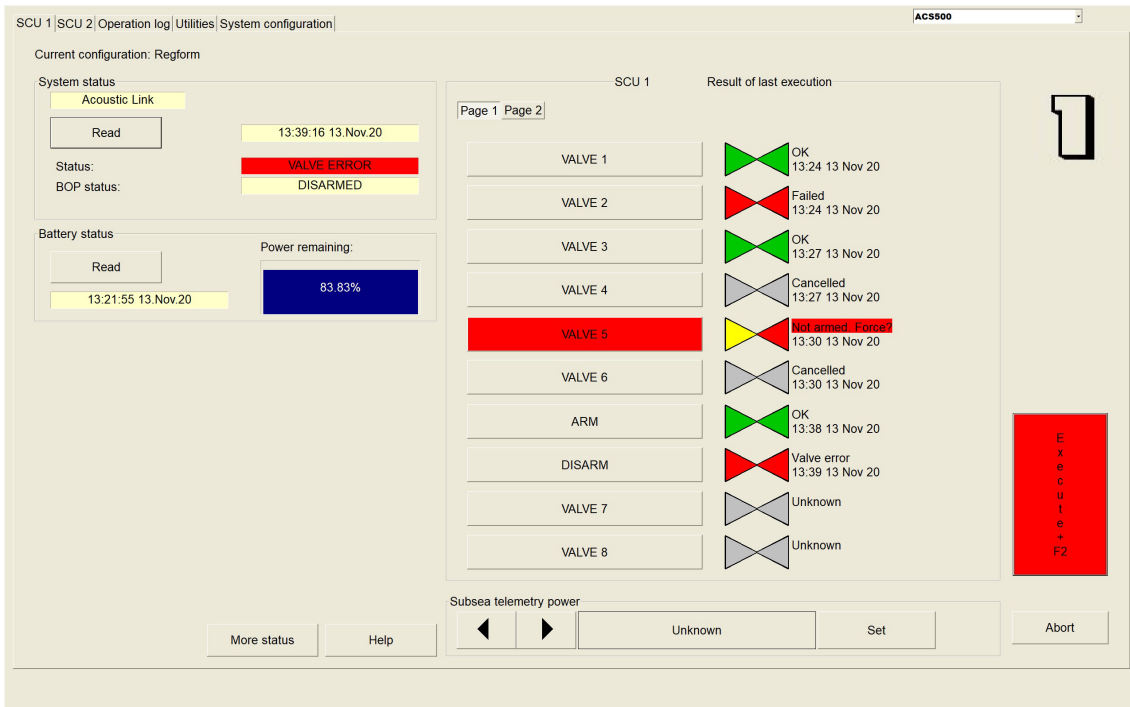 SCU 1 SCU 2 Operation log Utilities System configuration
ACS500
Current configuration: Regform
System status
Acoustic Link
Read
13:39:16 13.Nov.20
Status:
VALVE ERROR
BOP status:
DISARMED
Battery status
Read
Power remaining:
83.83%
13:21:55 13.Nov.20
More status
Help
SCU 1
Result of last execution
Page 1 Page 2
VALVE 1
OK
13:24 13 Nov 20
VALVE 2
Failed
13:24 13 Nov 20
VALVE 3
OK
13:27 13 Nov 20
VALVE 4
Cancelled
13:27 13 Nov 20
VALVE 5
Not armed. Force?
13:30 13 Nov 20
VALVE 6
Cancelled
13:30 13 Nov 20
ARM
OK
13:38 13 Nov 20
DISARM
Valve error
13:39 13 Nov 20
VALVE 7
Unknown
VALVE 8
Unknown
Subsea telemetry power
Unknown
Set
1
E
x
e
c
u
t
e
+
F2
Abort